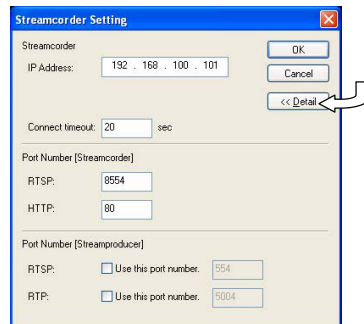 Streamcorder Setting
Streamcorder
OK
IP Address: 192 . 168 . 100 . 101
Cancel
<< Detail
Connect timeout: 20 sec
Port Number [Streamcorder]
RTSP: 8554
HTTP: 80
Port Number [Streamproducer]
RTSP: Use this port number. 554
RTP: Use this port number. 5004